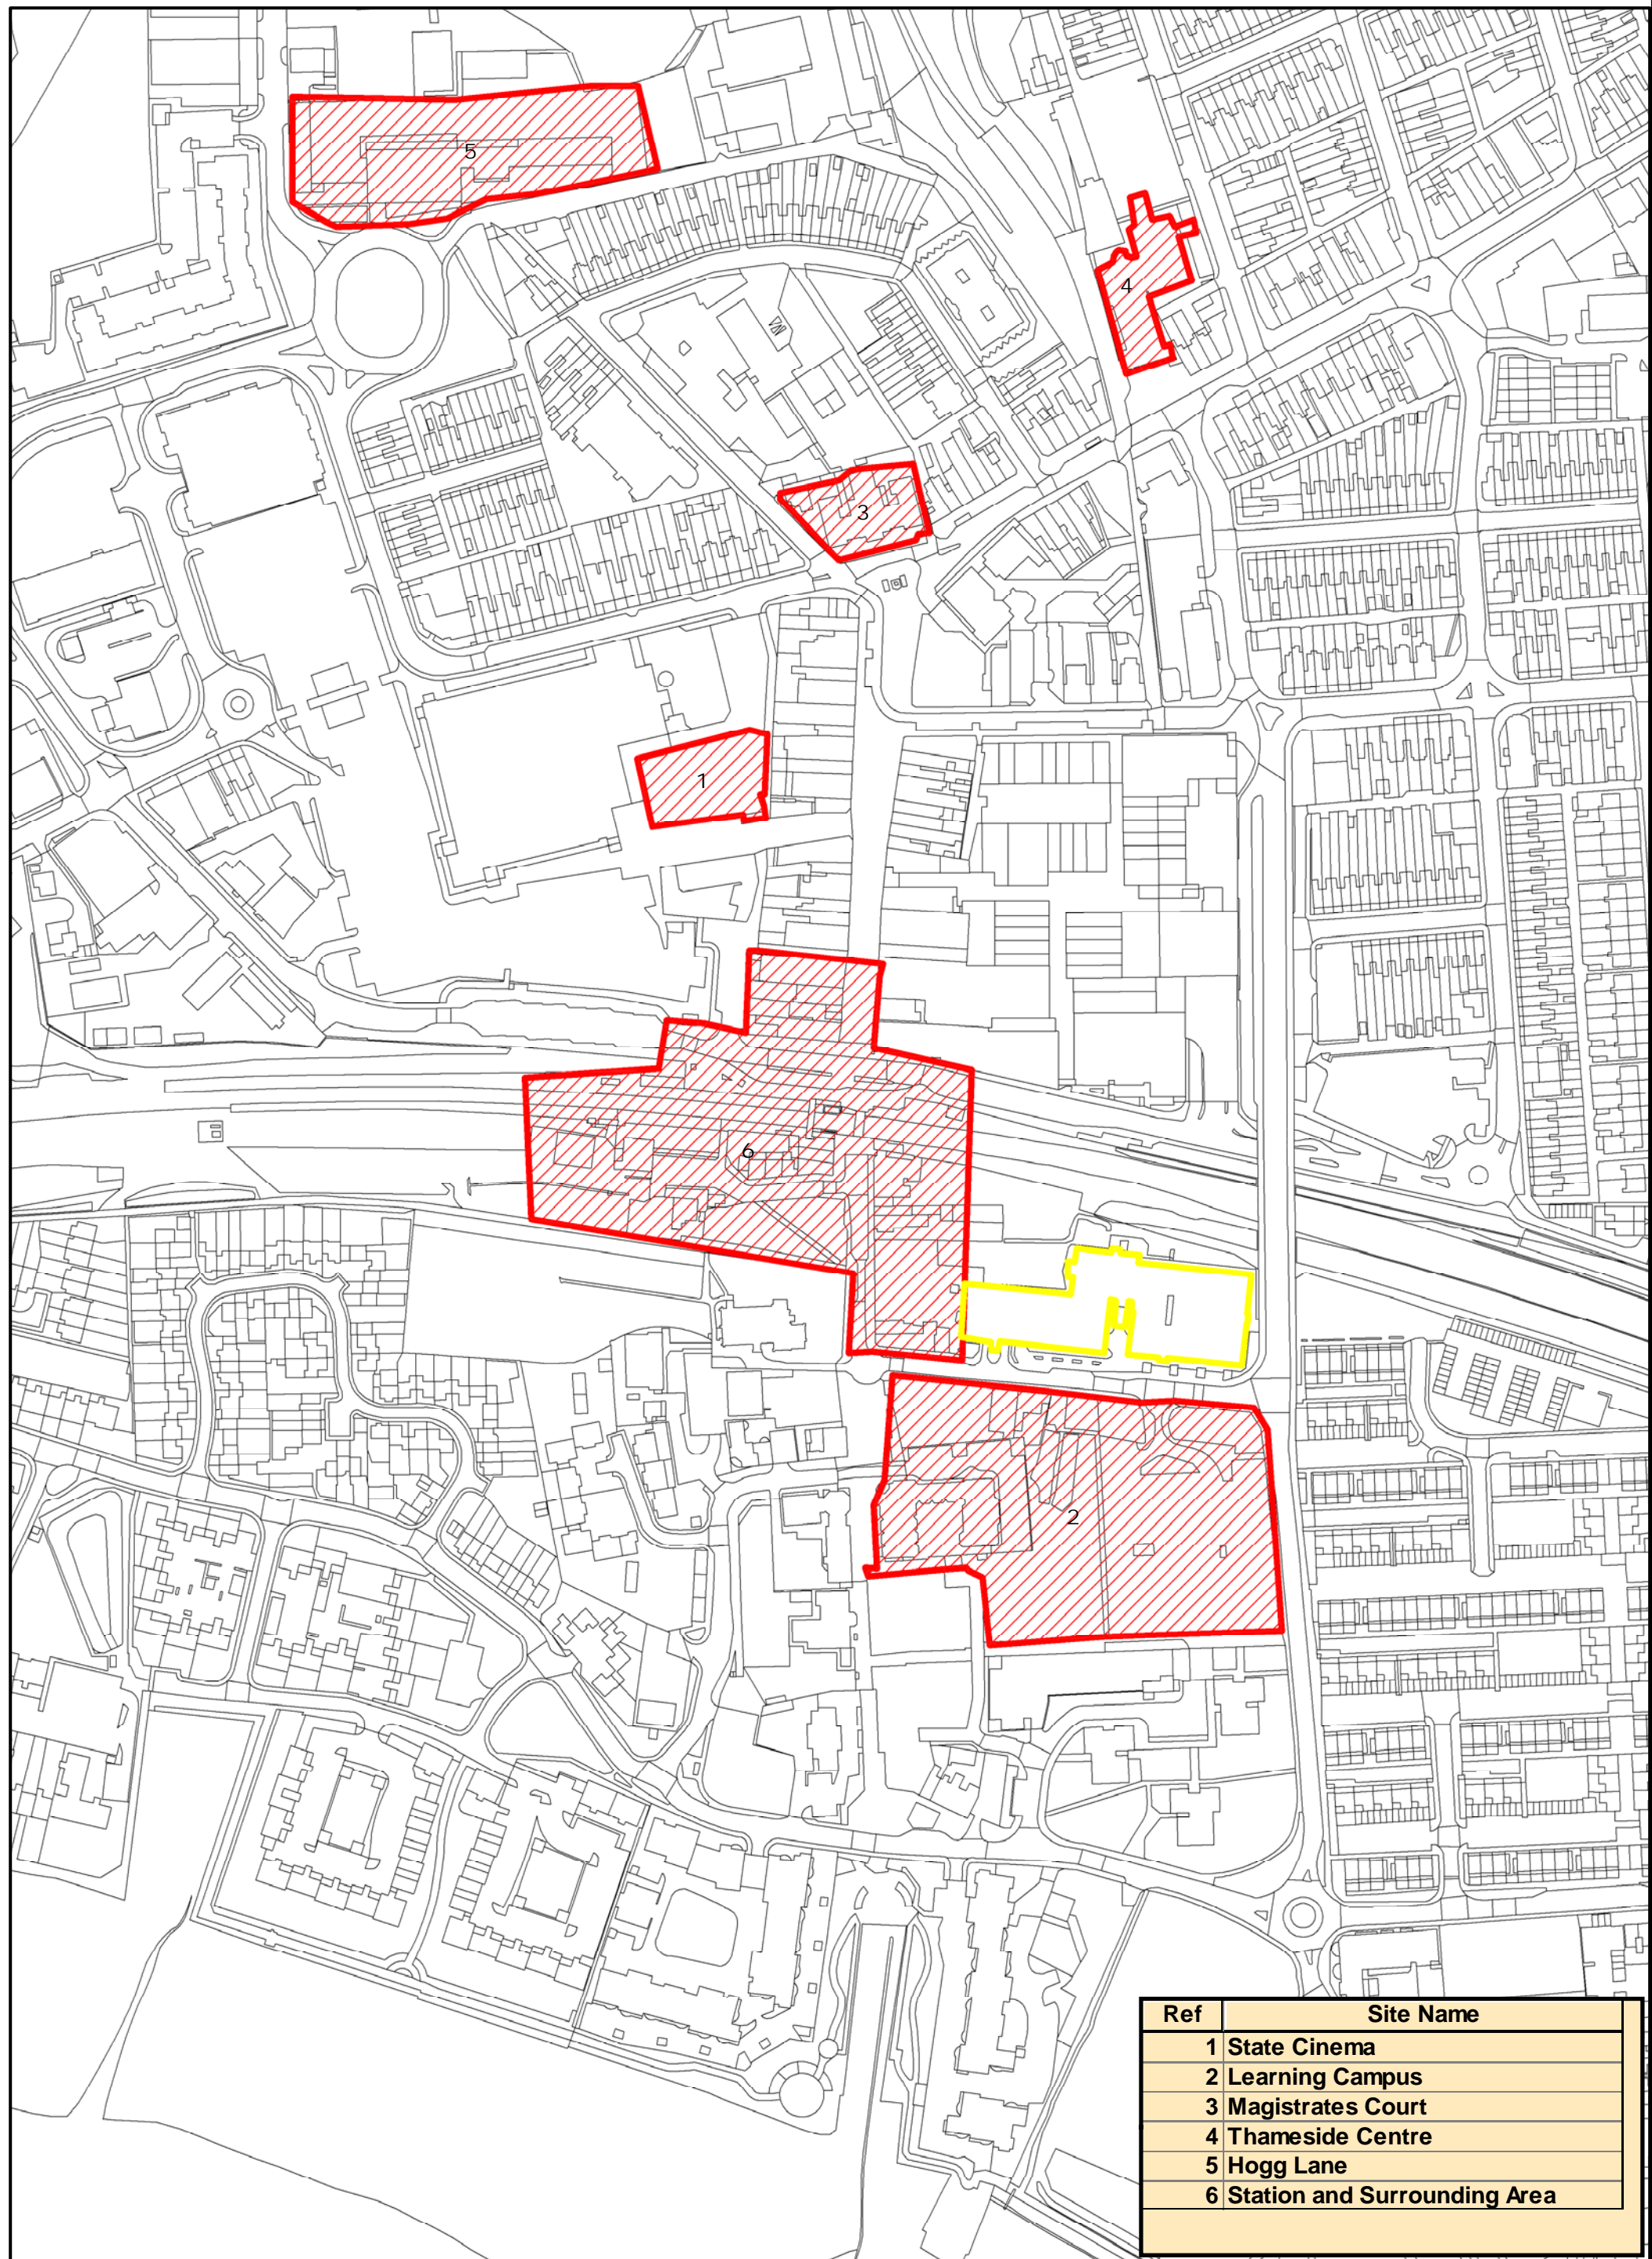 5
4
3
1
6
2
Ref Site Name
1 State Cinema
2 Learning Campus
3 Magistrates Court
4 Thameside Centre
5 Hogg Lane
6 Station and Surrounding Area